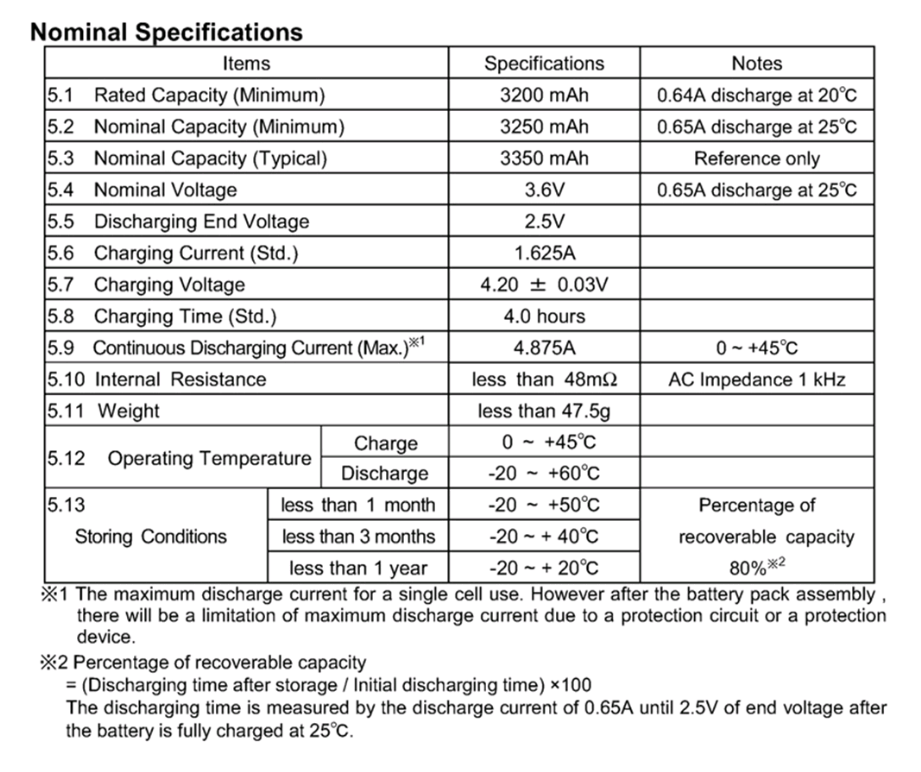 Nominal Specifications
Items Specifications Notes
5.1 Rated Capacity (Minimum) 3200 mAh 0.64A discharge at 20℃
5.2 Nominal Capacity (Minimum) 3250 mAh 0.65A discharge at 25℃
5.3 Nominal Capacity (Typical) 3350 mAh Reference only
5.4 Nominal Voltage 3.6V 0.65A discharge at 25℃
5.5 Discharging End Voltage 2.5V
5.6 Charging Current (Std.) 1.625A
5.7 Charging Voltage 4.20 ± 0.03V
5.8 Charging Time (Std.) 4.0 hours
5.9 Continuous Discharging Current (Max.)※1 4.875A 0 ~ +45℃
5.10 Internal Resistance less than 48mΩ AC Impedance 1 kHz
5.11 Weight less than 47.5g
5.12 Operating Temperature Charge 0 ~ +45℃
Discharge -20 ~ +60℃
5.13 less than 1 month -20 ~ +50℃ Percentage of
Storing Conditions less than 3 months -20 ~ + 40℃ recoverable capacity
less than 1 year -20 ~ + 20℃ 80%※2
※1 The maximum discharge current for a single cell use. However after the battery pack assembly ,
there will be a limitation of maximum discharge current due to a protection circuit or a protection
device.
※2 Percentage of recoverable capacity
= (Discharging time after storage / Initial discharging time) ×100
The discharging time is measured by the discharge current of 0.65A until 2.5V of end voltage after
the battery is fully charged at 25℃.